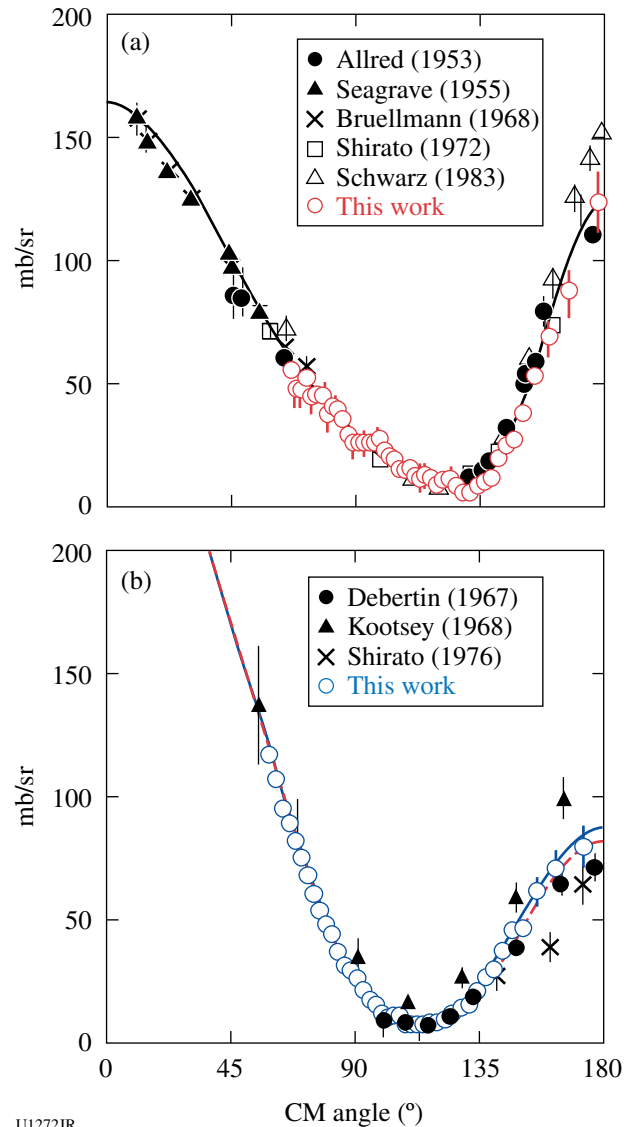 200
(a)
Allred (1953)
Seagrave (1955)
Bruellmann (1968)
Shirato (1972)
Schwarz (1983)
This work
150
100
50
0
mb/sr
200
(b)
Debertin (1967)
Kootsey (1968)
Shirato (1976)
This work
150
100
50
0
mb/sr
0 45 90 135 180
CM angle (°)
U1272JR